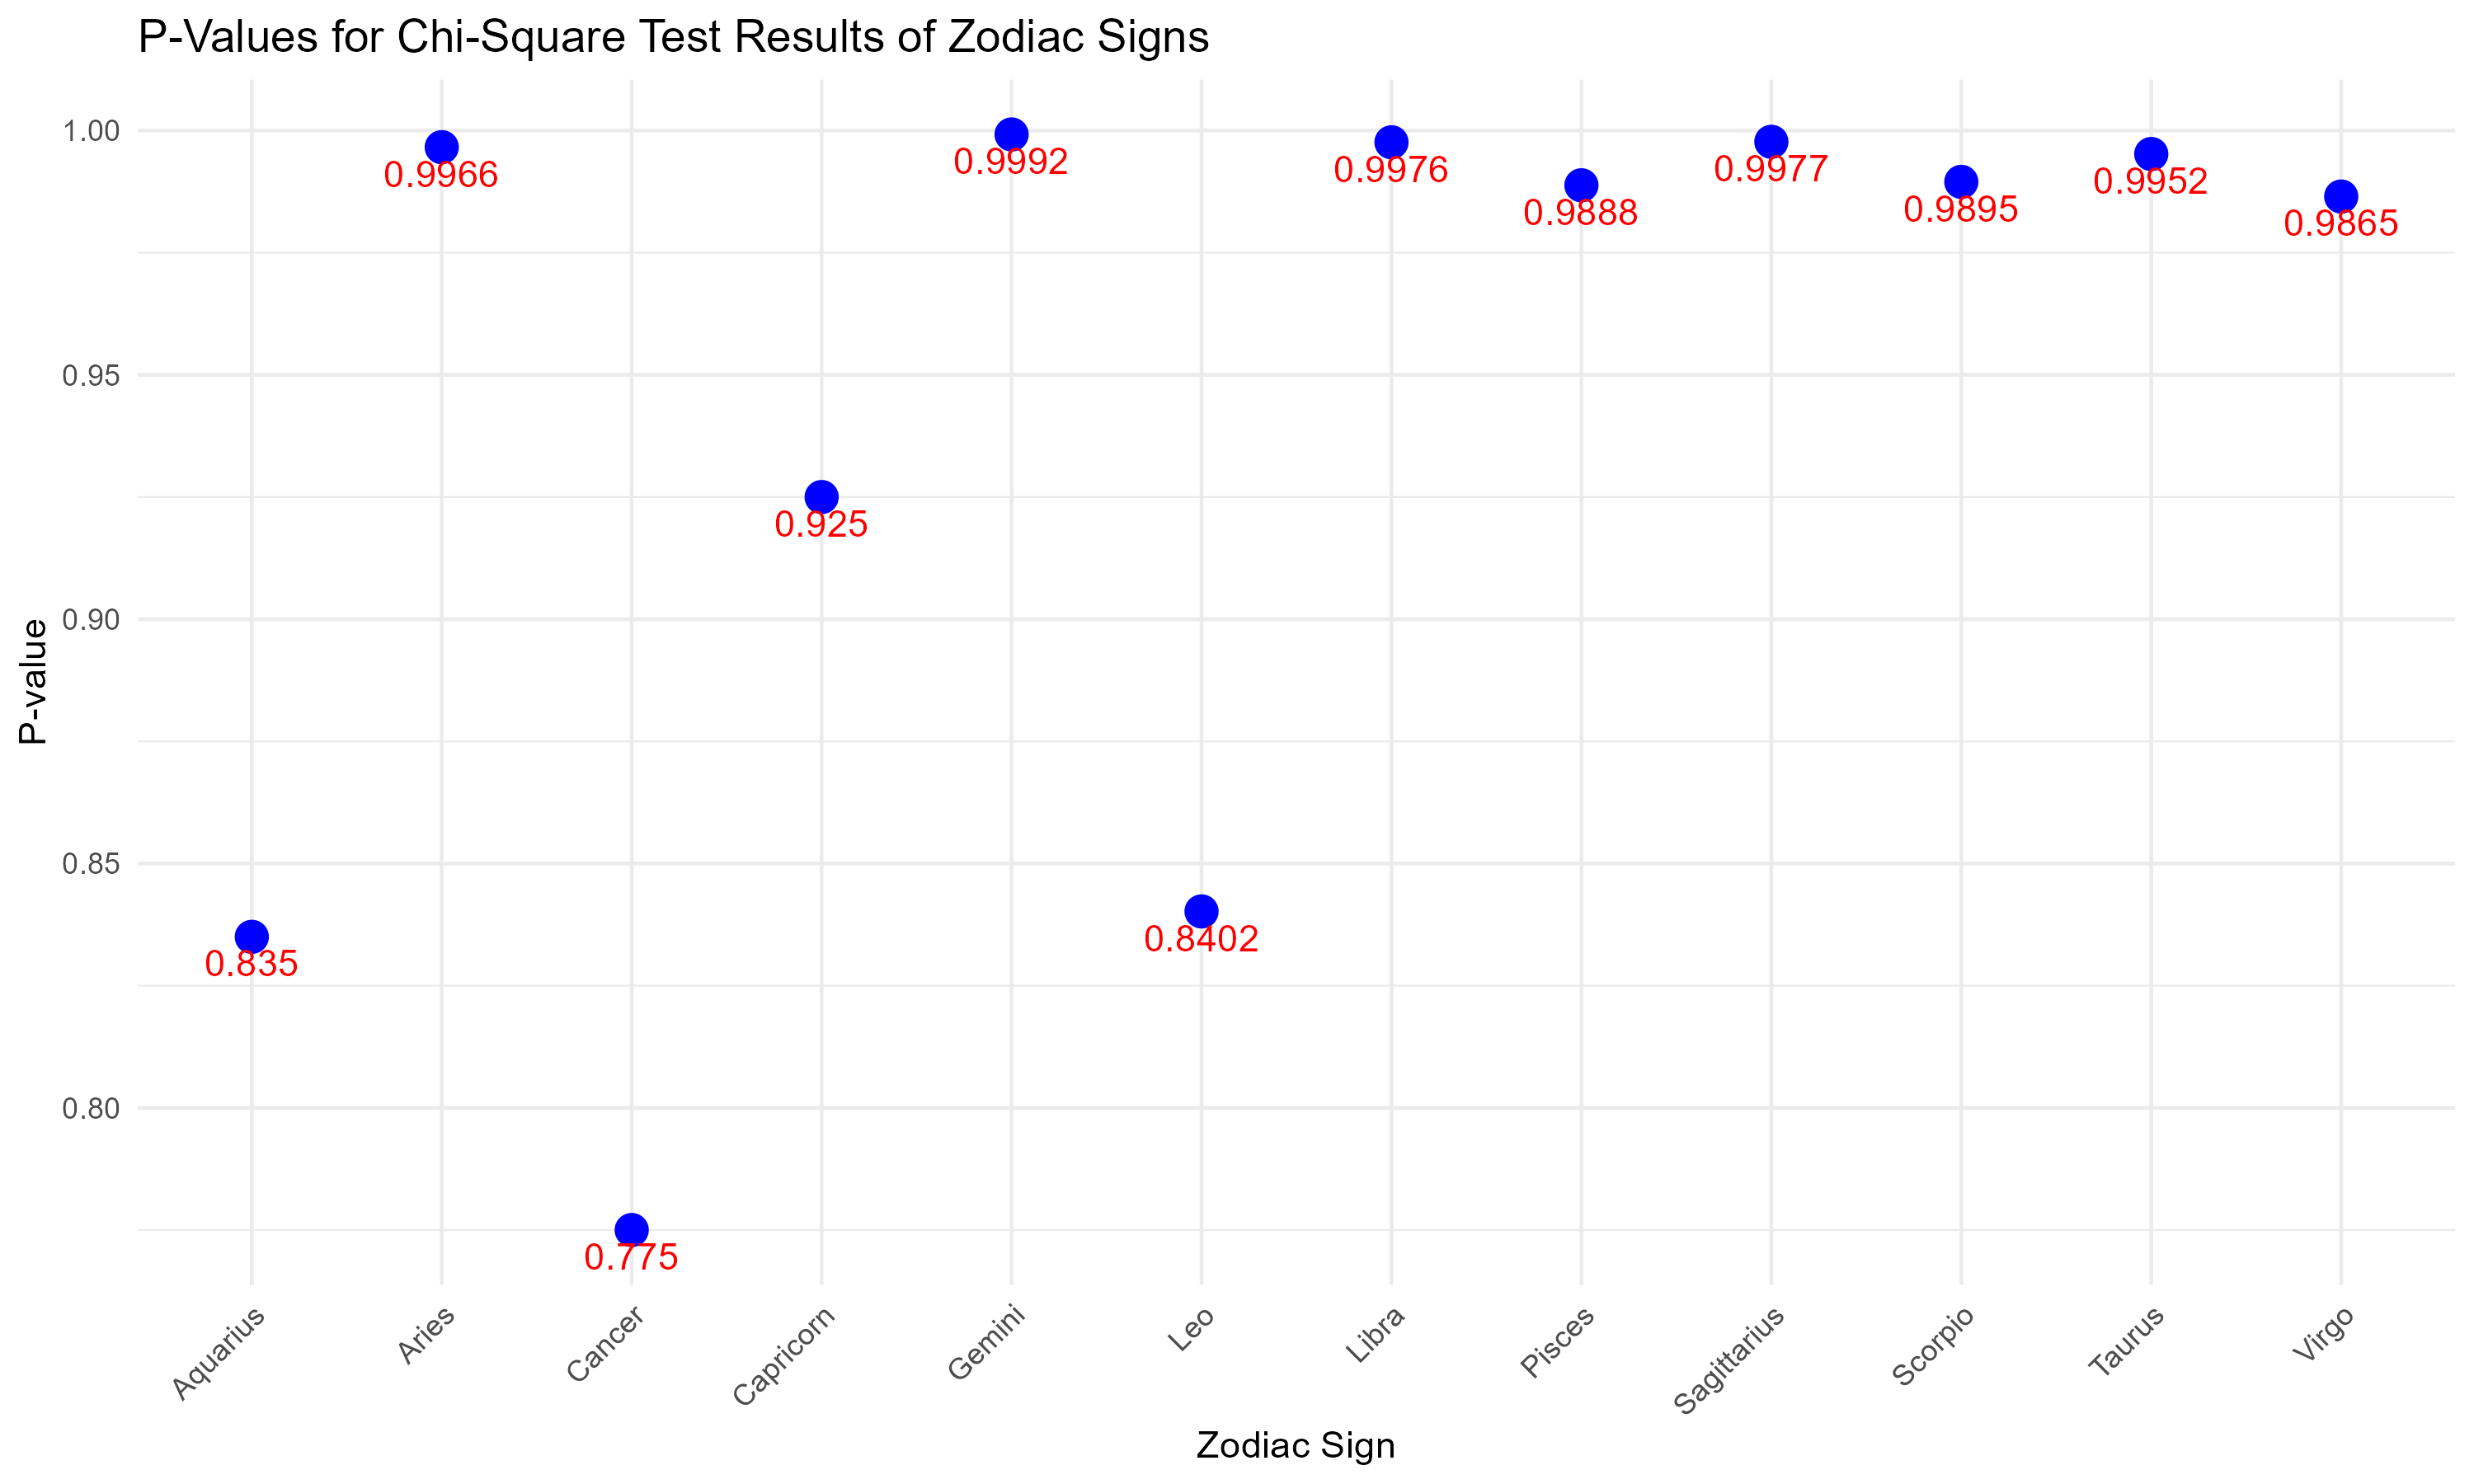 P-Values for Chi-Square Test Results of Zodiac Signs
P-value
1.00
0.95
0.90
0.85
0.80
0.835
0.9966
0.775
0.925
0.9992
0.8402
0.9976
0.9888
0.9977
0.9895
0.9952
0.9865
Aquarius
Aries
Cancer
Capricorn
Gemini
Leo
Libra
Pisces
Sagittarius
Scorpio
Taurus
Virgo
Zodiac Sign